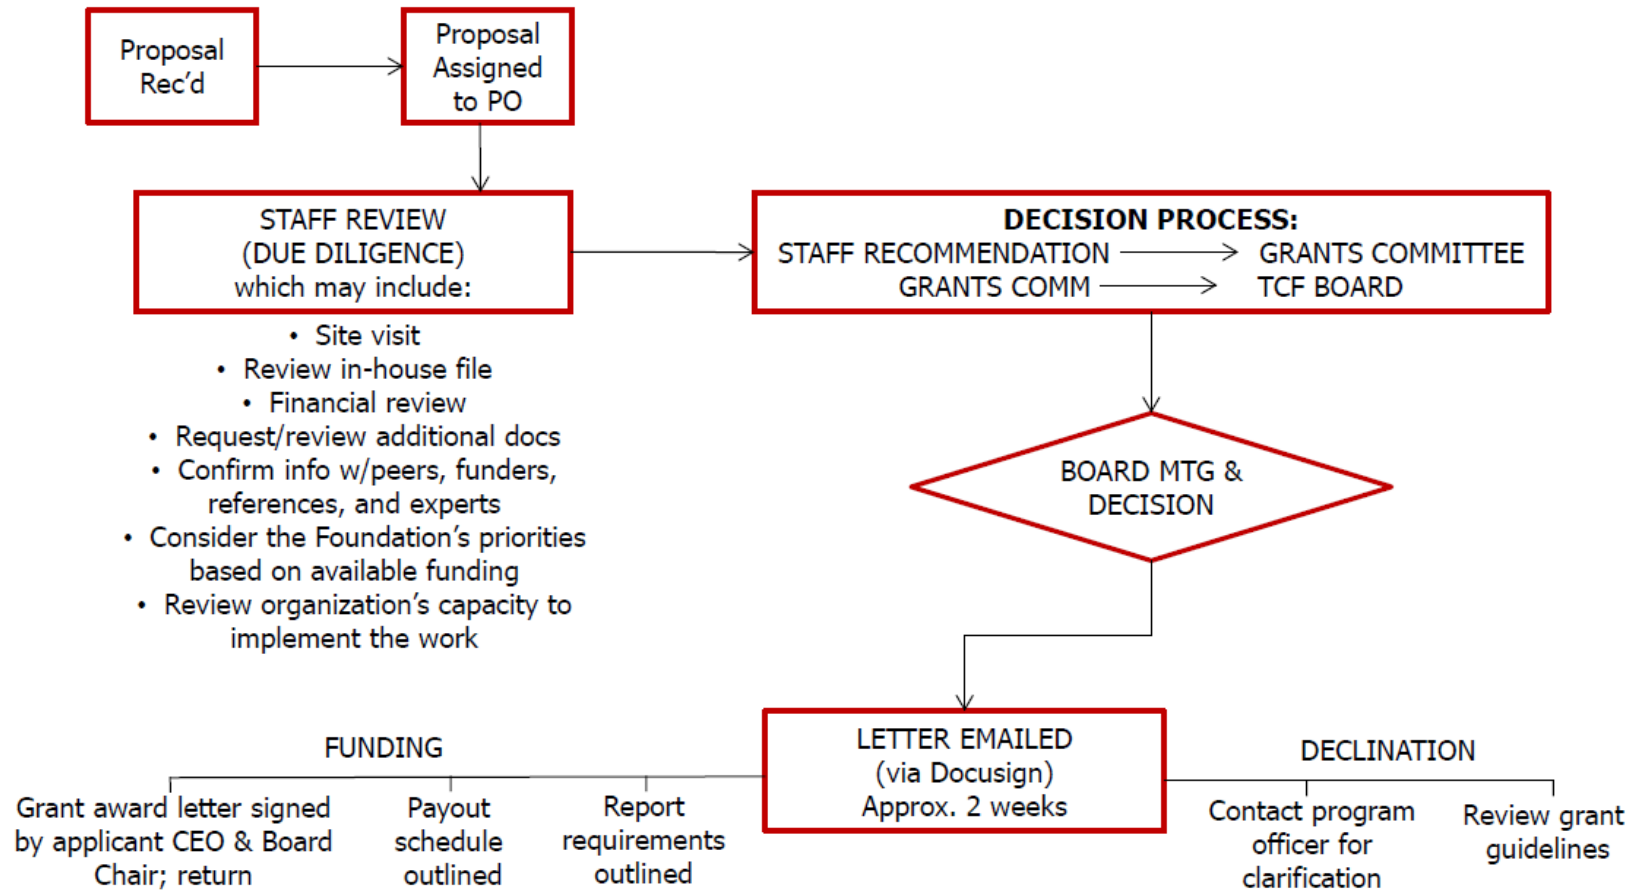 Proposal
Rec'd
Proposal
Assigned
to PO
STAFF REVIEW
(DUE DILIGENCE)
which may include:
• Site visit
• Review in-house file
• Financial review
• Request/review additional docs
• Confirm info w/peers, funders,
references, and experts
• Consider the Foundation's priorities
based on available funding
• Review organization's capacity to
implement the work
DECISION PROCESS:
STAFF RECOMMENDATION GRANTS COMMITTEE
GRANTS COMM TCF BOARD
BOARD MTG &
DECISION
LETTER EMAILED
(via Docusign)
Approx. 2 weeks
FUNDING
Grant award letter signed
by applicant CEO & Board
Chair; return
Payout
schedule
outlined
Report
requirements
outlined
DECLINATION
Contact program
officer for
clarification
Review grant
guidelines